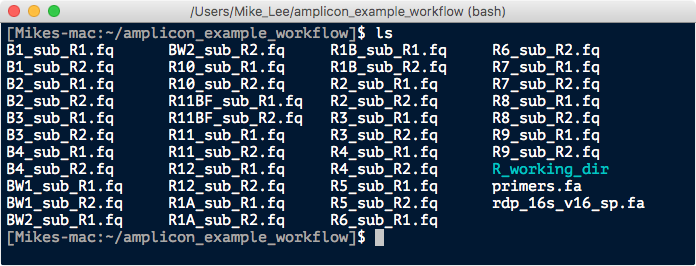 /Users/Mike_Lee/amplicon_example_workflow (bash)
[Mikes-mac:~/amplicon_example_workflow]$ ls
B1_sub_R1.fq BW2_sub_R2.fq R1B_sub_R1.fq R6_sub_R2.fq
B1_sub_R2.fq R10_sub_R1.fq R1B_sub_R2.fq R7_sub_R1.fq
B2_sub_R1.fq R10_sub_R2.fq R2_sub_R1.fq R7_sub_R2.fq
B2_sub_R2.fq R11BF_sub_R1.fq R2_sub_R2.fq R8_sub_R1.fq
B3_sub_R1.fq R11BF_sub_R2.fq R3_sub_R1.fq R8_sub_R2.fq
B3_sub_R2.fq R11_sub_R1.fq R3_sub_R2.fq R9_sub_R1.fq
B4_sub_R1.fq R11_sub_R2.fq R4_sub_R1.fq R9_sub_R2.fq
B4_sub_R2.fq R12_sub_R1.fq R4_sub_R2.fq R_working_dir
BW1_sub_R1.fq R12_sub_R2.fq R5_sub_R1.fq primers.fa
BW1_sub_R2.fq R1A_sub_R1.fq R5_sub_R2.fq rdp_16s_v16_sp.fa
BW2_sub_R1.fq R1A_sub_R2.fq R6_sub_R1.fq
[Mikes-mac:~/amplicon_example_workflow]$